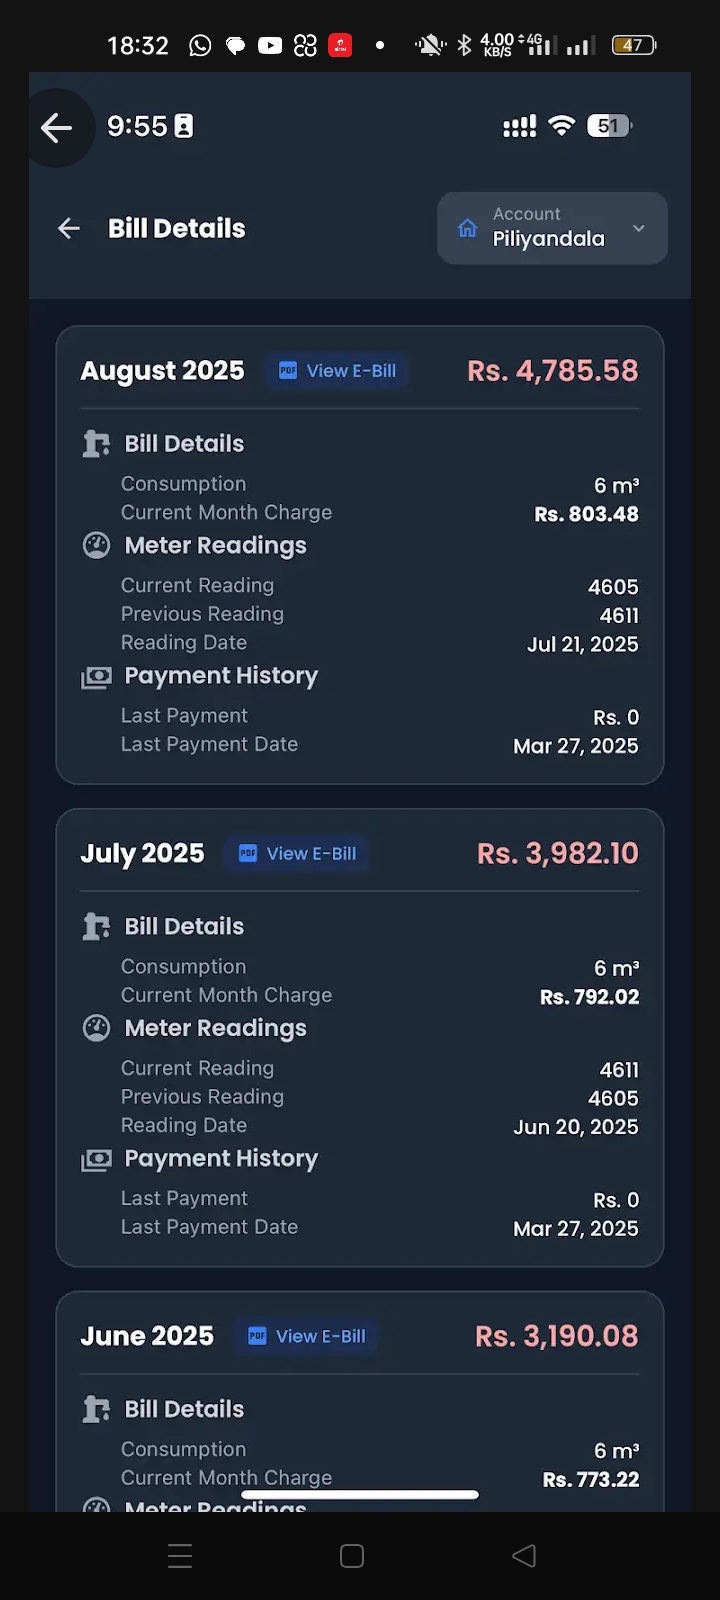 18:32
4.00 KB/S 4G 47
9:55
51
Bill Details
Account
Piliyandala
August 2025 PDF View E-Bill Rs. 4,785.58
Bill Details
Consumption 6 m³
Current Month Charge Rs. 803.48
Meter Readings
Current Reading 4605
Previous Reading 4611
Reading Date Jul 21, 2025
Payment History
Last Payment Rs. 0
Last Payment Date Mar 27, 2025
July 2025 PDF View E-Bill Rs. 3,982.10
Bill Details
Consumption 6 m³
Current Month Charge Rs. 792.02
Meter Readings
Current Reading 4611
Previous Reading 4605
Reading Date Jun 20, 2025
Payment History
Last Payment Rs. 0
Last Payment Date Mar 27, 2025
June 2025 PDF View E-Bill Rs. 3,190.08
Bill Details
Consumption 6 m³
Current Month Charge Rs. 773.22
Meter Readings